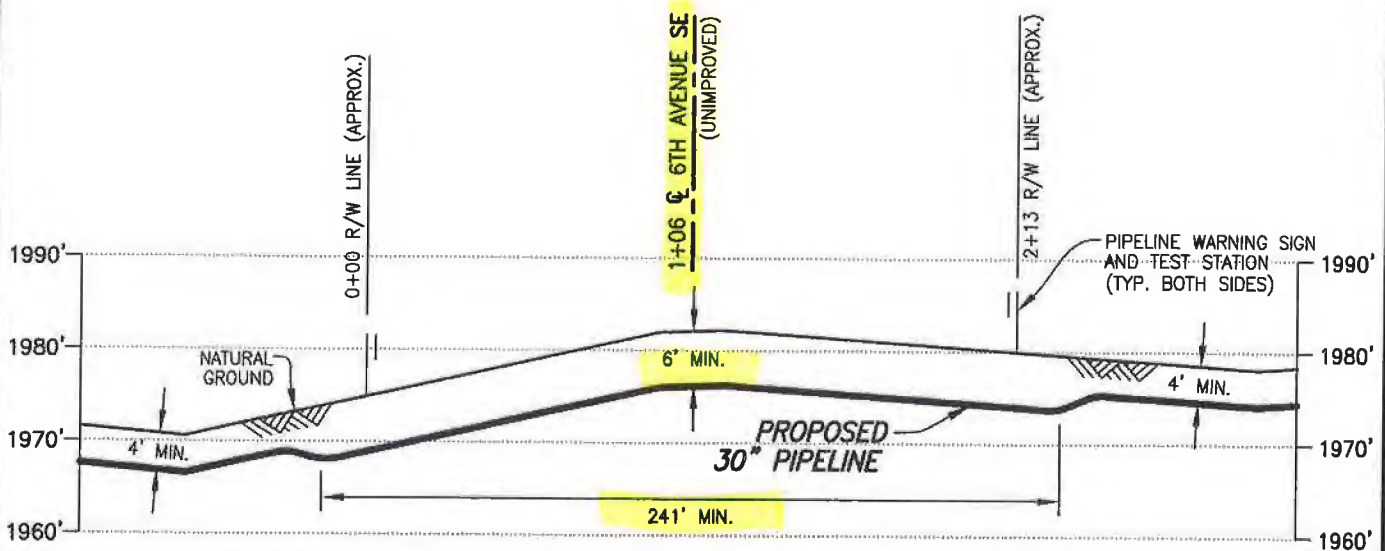 0+00 R/W LINE (APPROX.)
1+06 ℄ 6TH AVENUE SE
(UNIMPROVED)
2+13 R/W LINE (APPROX.)
PIPELINE WARNING SIGN
AND TEST STATION
(TYP. BOTH SIDES)
1990'
1990'
1980'
1980'
NATURAL
GROUND
6' MIN.
4' MIN.
1970'
1970'
4' MIN.
PROPOSED
30" PIPELINE
241' MIN.
1960'
1960'